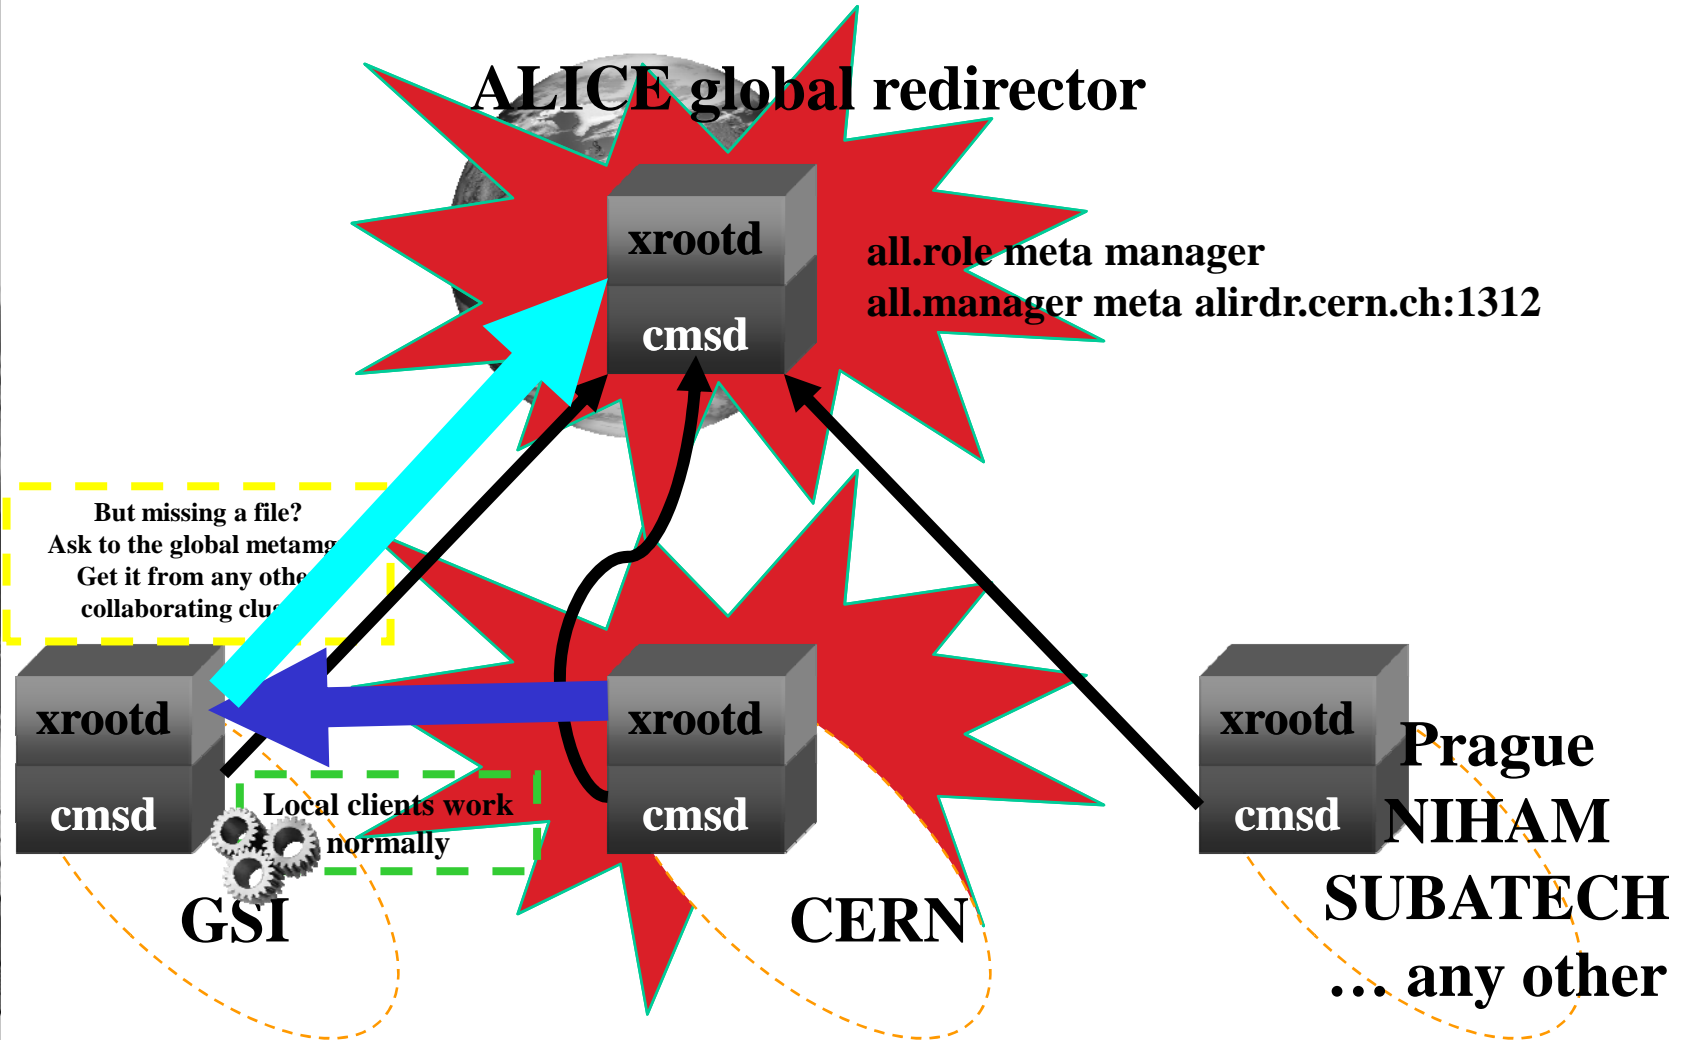 ALICE global redirector
xrootd
cmsd
all.role meta manager
all.manager meta alirdr.cern.ch:1312
But missing a file?
Ask to the global
Get it from any
collaborating
xrootd
cmsd
Local clients work
normally
GSI
xrootd
cmsd
CERN
xrootd
cmsd
Prague
NIHAM
SUBATECH
… any other